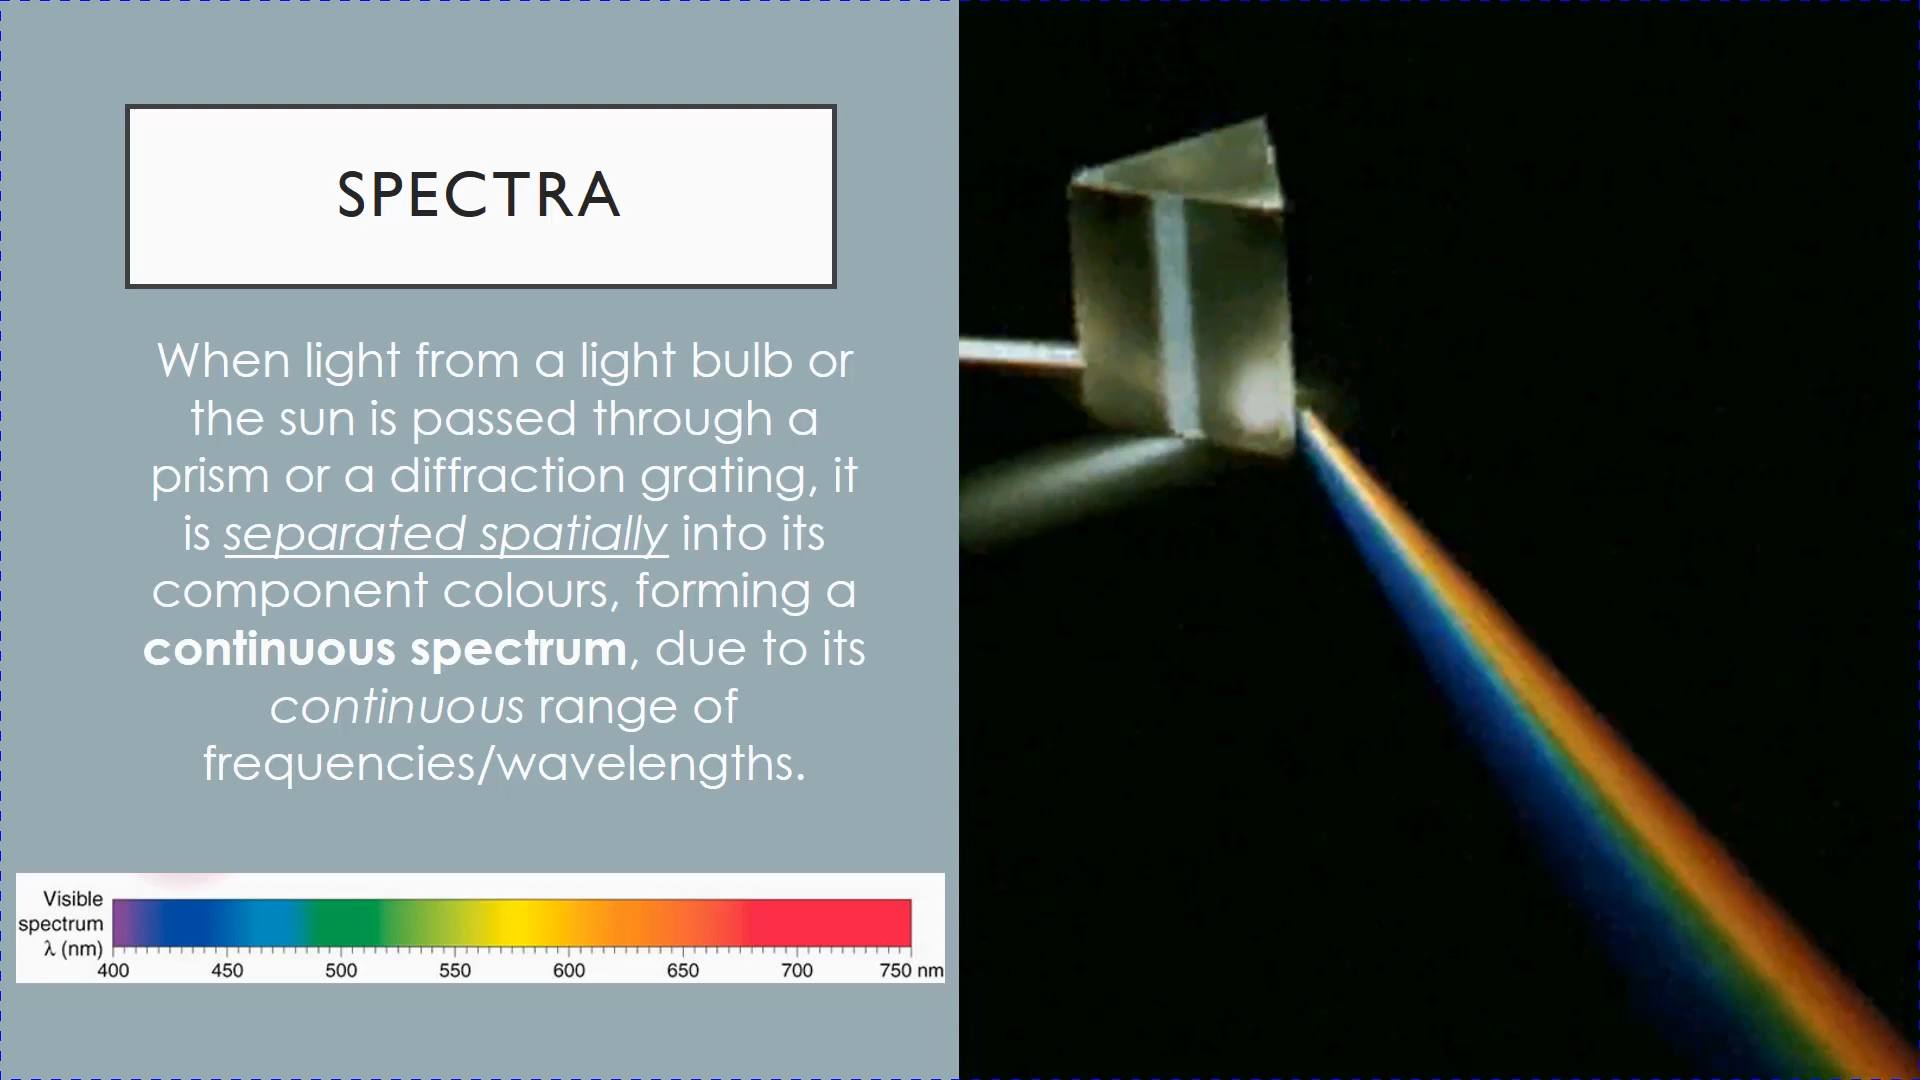 SPECTRA
When light from a light bulb or
the sun is passed through a
prism or a diffraction grating, it
is separated spatially into its
component colours, forming a
continuous spectrum, due to its
continuous range of
frequencies/wavelengths.
Visible
spectrum
λ (nm)
400 450 500 550 600 650 700 750 nm